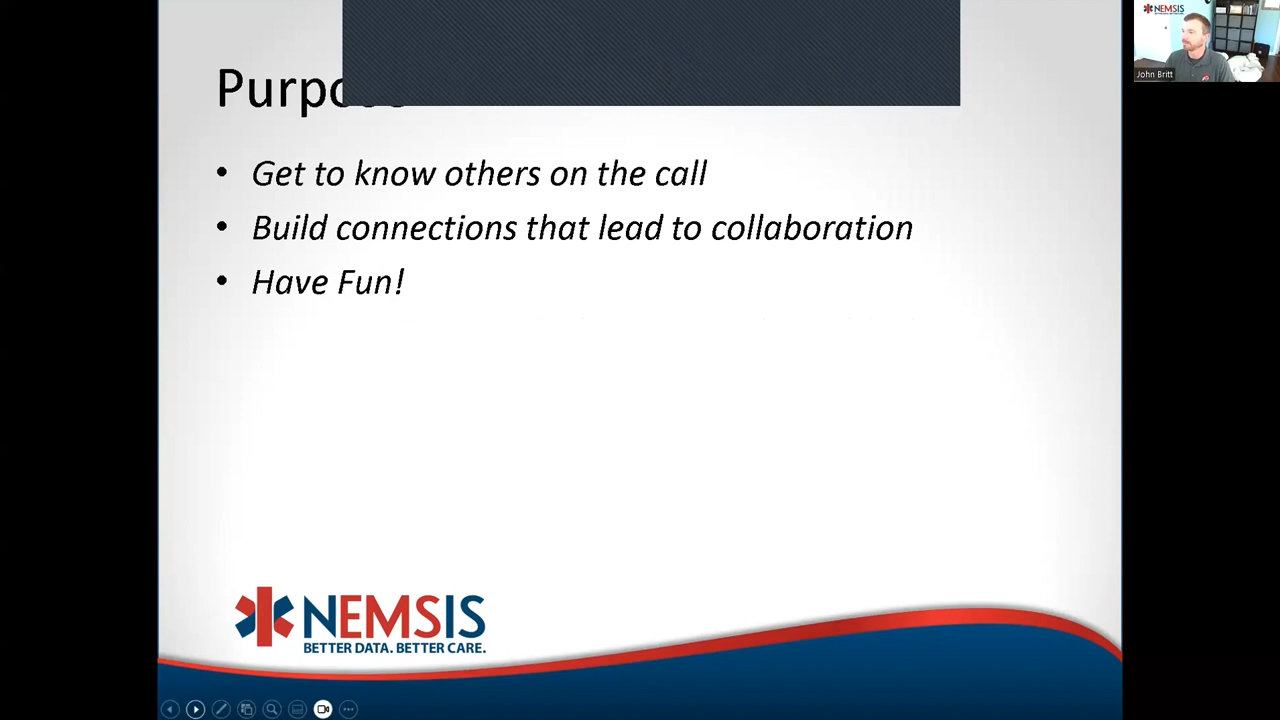 Purpose
• Get to know others on the call
• Build connections that lead to collaboration
• Have Fun!
NEMSIS
BETTER DATA. BETTER CARE.
NEMSIS
John Britt